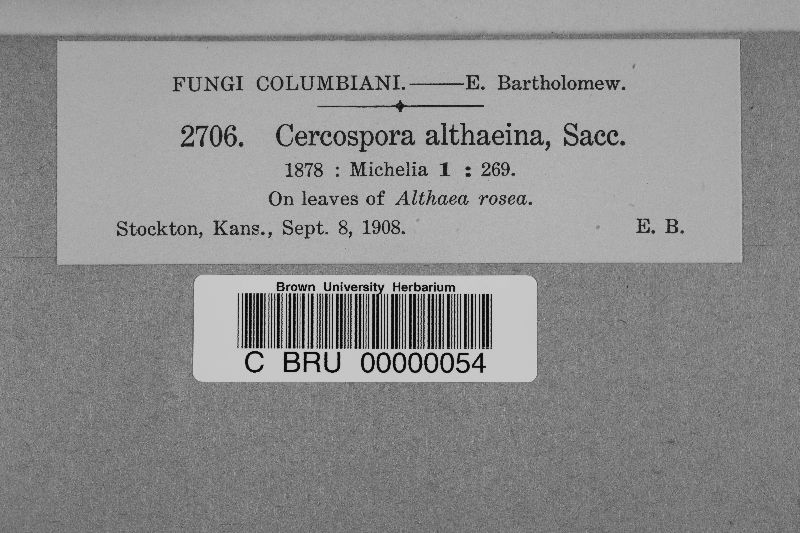 FUNGI COLUMBIANI.——E. Bartholomew.
2706. Cercospora althaeina, Sacc.
1878 : Michelia 1 : 269.
On leaves of Althaea rosea.
Stockton, Kans., Sept. 8, 1908. E. B.
Brown University Herbarium
C BRU 00000054